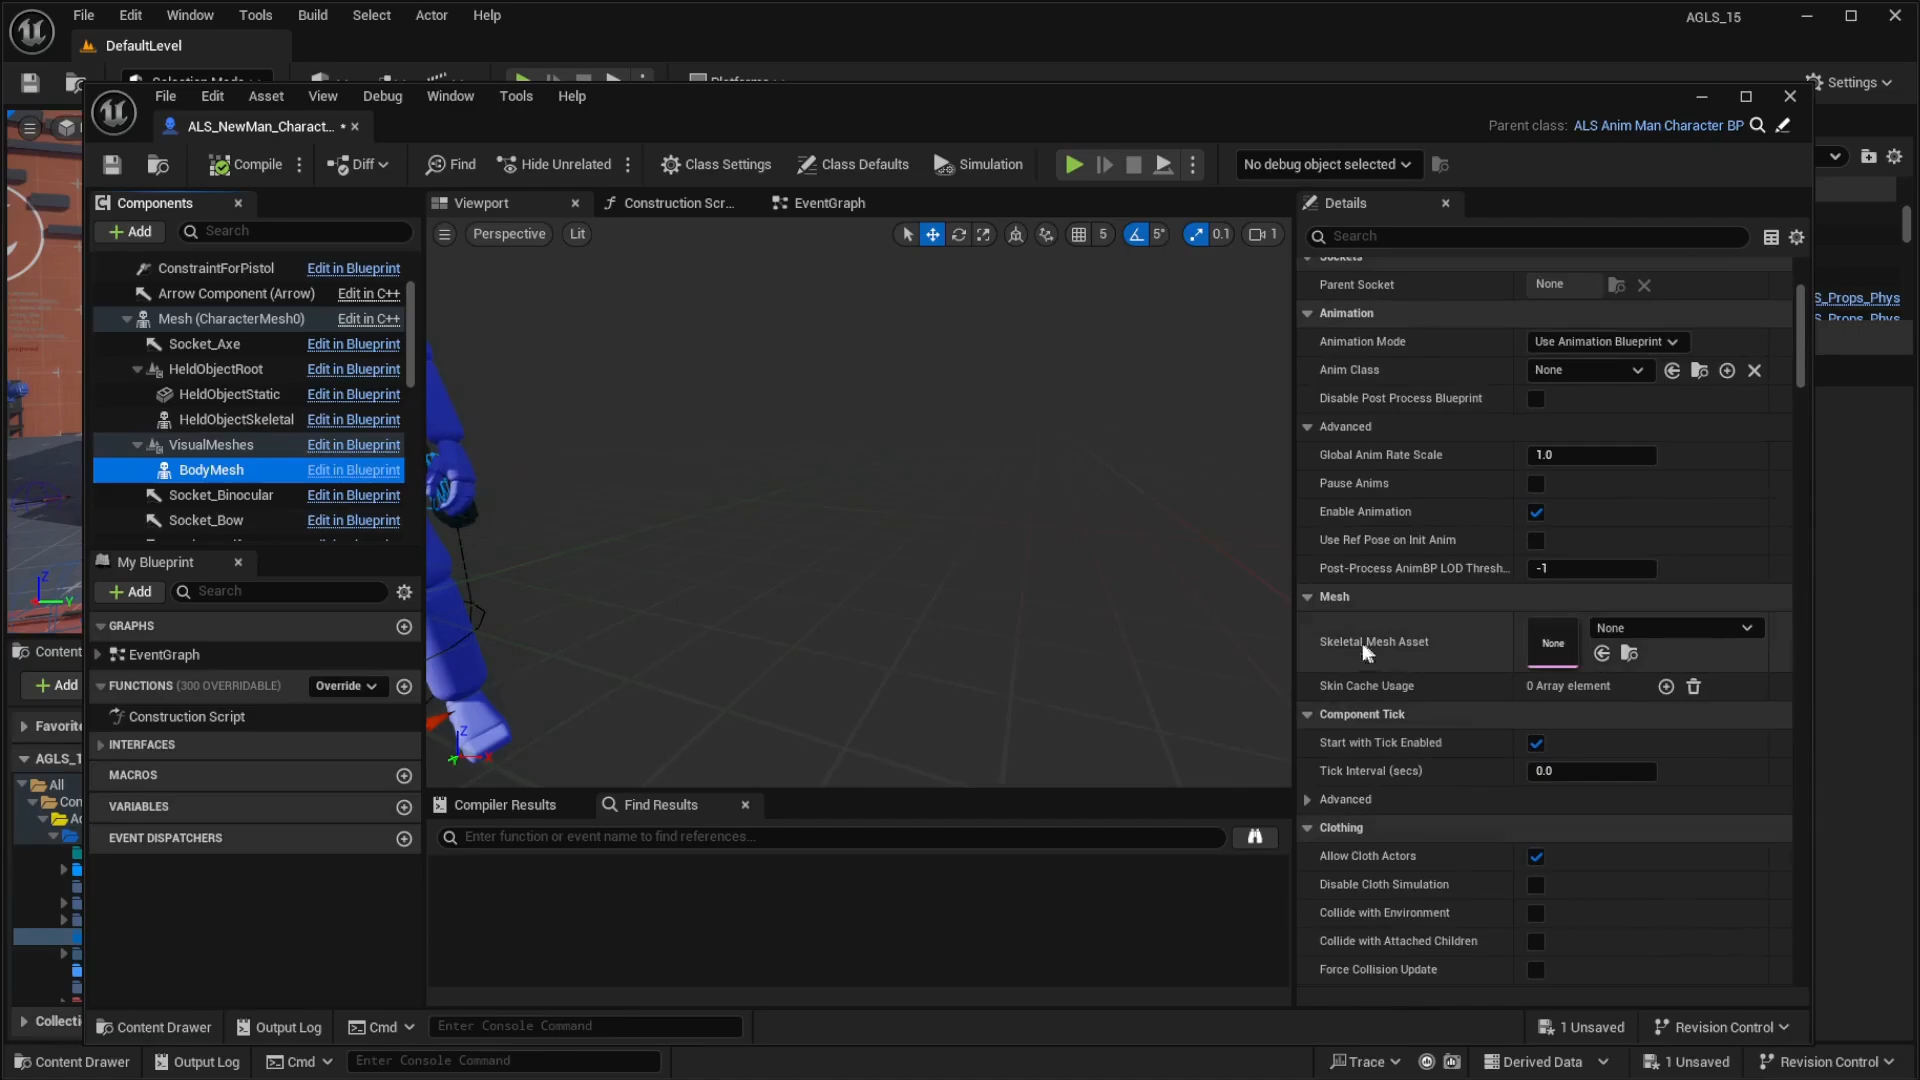 File Edit Window Tools Build Select Actor Help
AGLS_15
DefaultLevel
Settings
File Edit Asset View Debug Window Tools Help
ALS_NewMan_Charact... *
Parent class: ALS Anim Man Character BP
Compile Diff Find Hide Unrelated Class Settings Class Defaults Simulation No debug object selected
Components
Viewport Construction Scr... EventGraph
Details
Add Search
Perspective Lit
5 5° 0.1 1
Search
ConstraintForPistol Edit in Blueprint
Arrow Component (Arrow) Edit in C++
Mesh (CharacterMesh0) Edit in C++
Socket_Axe Edit in Blueprint
HeldObjectRoot Edit in Blueprint
HeldObjectStatic Edit in Blueprint
HeldObjectSkeletal Edit in Blueprint
VisualMeshes Edit in Blueprint
BodyMesh Edit in Blueprint
Socket_Binocular Edit in Blueprint
Socket_Bow Edit in Blueprint
My Blueprint
Add Search
GRAPHS
EventGraph
FUNCTIONS (300 OVERRIDABLE) Override
Construction Script
INTERFACES
MACROS
VARIABLES
EVENT DISPATCHERS
Z
X
Y
Compiler Results Find Results
Enter function or event name to find references...
Sockets
Parent Socket None
Animation
Animation Mode Use Animation Blueprint
Anim Class None
Disable Post Process Blueprint
Advanced
Global Anim Rate Scale 1.0
Pause Anims
Enable Animation
Use Ref Pose on Init Anim
Post-Process AnimBP LOD Thresh... -1
Mesh
Skeletal Mesh Asset None None
Skin Cache Usage 0 Array element
Component Tick
Start with Tick Enabled
Tick Interval (secs) 0.0
Advanced
Clothing
Allow Cloth Actors
Disable Cloth Simulation
Collide with Environment
Collide with Attached Children
Force Collision Update
S_Props_Phys
S_Props_Phys
Z
Y
Content
Add
Favorite
AGLS_1
All
Con
Collecti
Content Drawer Output Log Cmd Enter Console Command 1 Unsaved Revision Control
Content Drawer Output Log Cmd Enter Console Command Trace Derived Data 1 Unsaved Revision Control